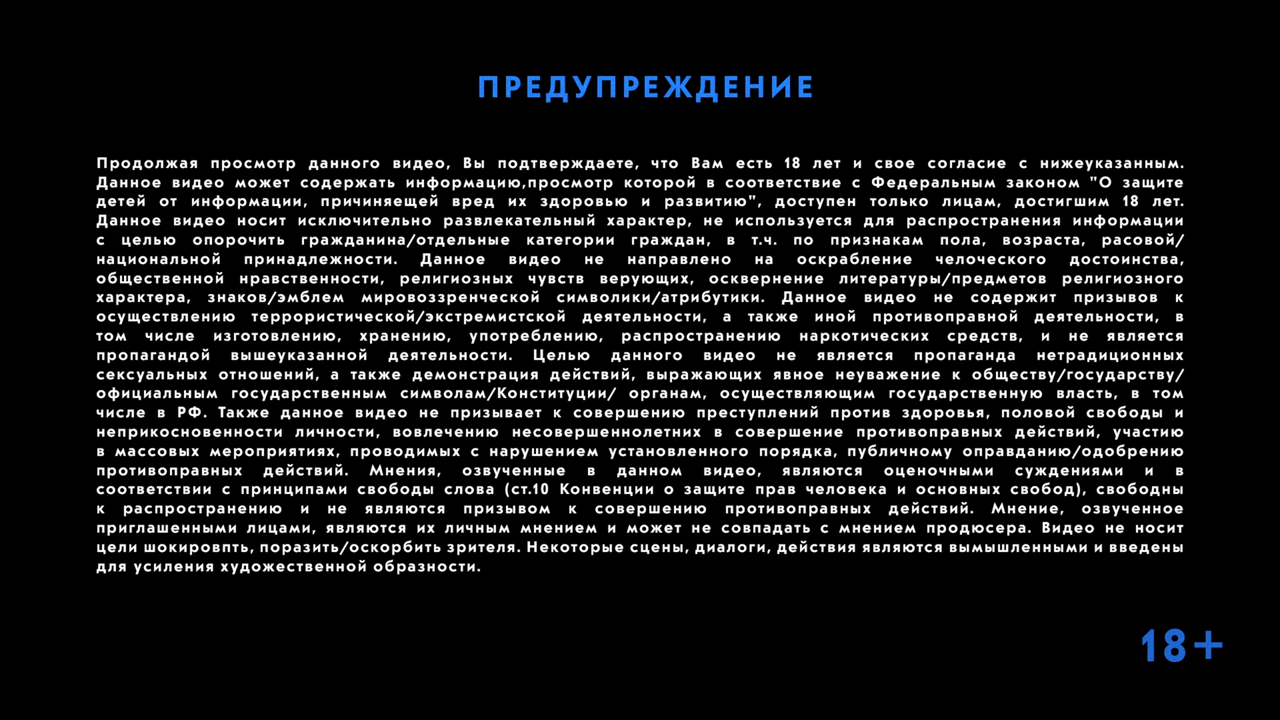 ПРЕДУПРЕЖДЕНИЕ
Продолжая просмотр данного видео, Вы подтверждаете, что Вам есть 18 лет и свое согласие с нижеуказанным.
Данное видео может содержать информацию,просмотр которой в соответствие с Федеральным законом "О защите
детей от информации, причиняещей вред их здоровью и развитию", доступен только лицам, достигшим 18 лет.
Данное видео носит исключительно развлекательный характер, не используется для распространения информации
с целью опорочить гражданина/отдельные категории граждан, в т.ч. по признакам пола, возраста, расовой/
национальной принадлежности. Данное видео не направлено на оскрабление челоческого достоинства,
общественной нравственности, религиозных чувств верующих, осквернение литературы/предметов религиозного
характера, знаков/эмблем мировоззренческой символики/атрибутики. Данное видео не содержит призывов к
осуществлению террористической/экстремистской деятельности, а также иной противоправной деятельности, в
том числе изготовлению, хранению, употреблению, распространению наркотических средств, и не является
пропагандой вышеуказанной деятельности. Целью данного видео не является пропаганда нетрадиционных
сексуальных отношений, а также демонстрация действий, выражающих явное неуважение к обществу/государству/
официальным государственным символам/Конституции/ органам, осуществляющим государственную власть, в том
числе в РФ. Также данное видео не призывает к совершению преступлений против здоровья, половой свободы и
неприкосновенности личности, вовлечению несовершеннолетних в совершение противоправных действий, участию
в массовых мероприятиях, проводимых с нарушением установленного порядка, публичному оправданию/одобрению
противоправных действий. Мнения, озвученные в данном видео, являются оценочными суждениями и в
соответствии с принципами свободы слова (ст.10 Конвенции о защите прав человека и основных свобод), свободны
к распространению и не являются призывом к совершению противоправных действий. Мнение, озвученное
приглашенными лицами, являются их личным мнением и может не совпадать с мнением продюсера. Видео не носит
цели шокировпть, поразить/оскорбить зрителя. Некоторые сцены, диалоги, действия являются вымышленными и введены
для усиления художественной образности.
18+